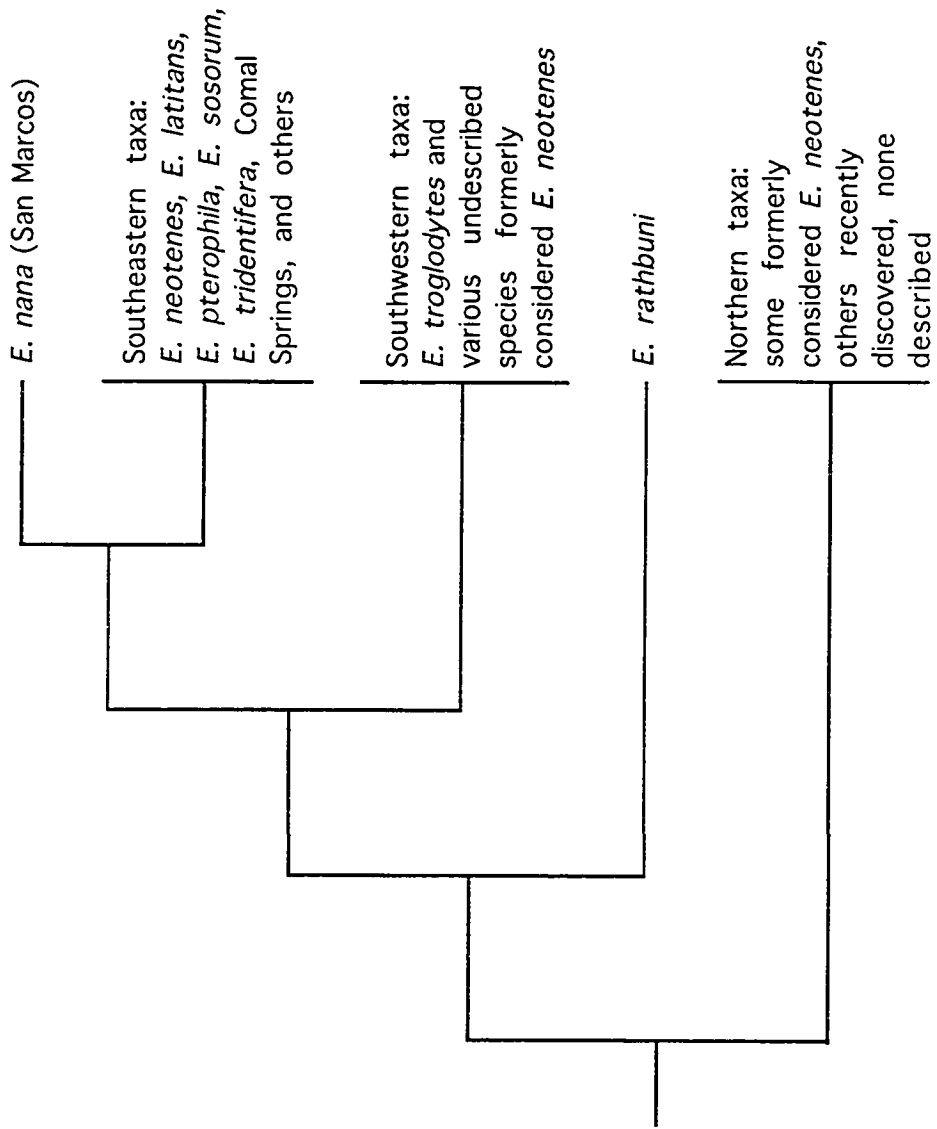 E. nana (San Marcos)
Southeastern taxa:
E. neotenes, E. latitans,
E. pterophila, E. sosorum,
E. tridentifera, Comal
Springs, and others
Southwestern taxa:
E. troglodytes and
various undescribed
species formerly
considered E. neotenes
E. rathbuni
Northern taxa:
some formerly
considered E. neotenes,
others recently
discovered, none
described